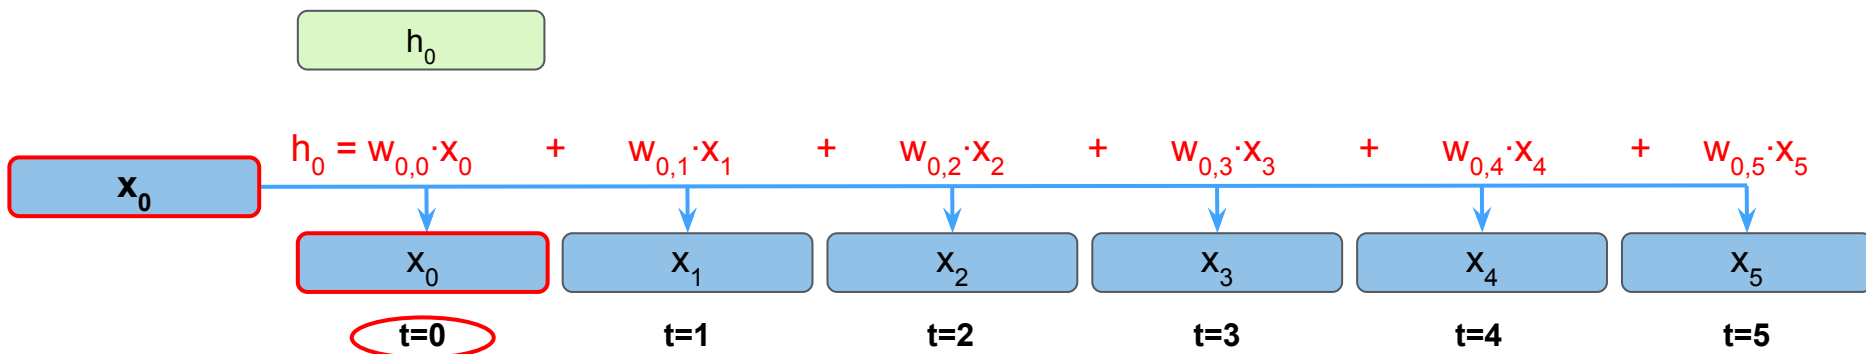 h₀
h₀ = w₀,₀·x₀ + w₀,₁·x₁ + w₀,₂·x₂ + w₀,₃·x₃ + w₀,₄·x₄ + w₀,₅·x₅
x₀
x₀ x₁ x₂ x₃ x₄ x₅
t=0 t=1 t=2 t=3 t=4 t=5